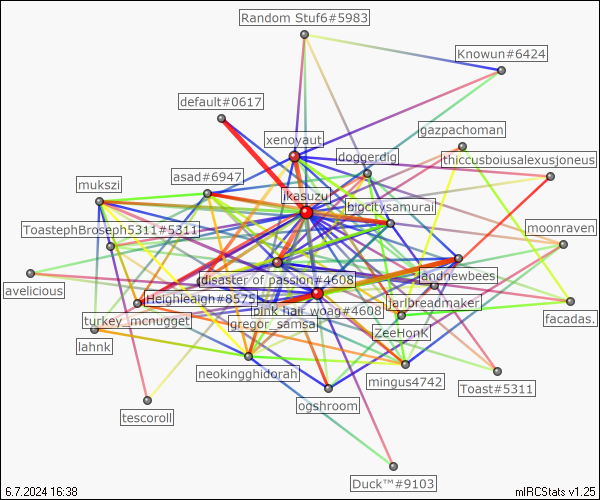 Random Stuf6#5983
Knowun#6424
default#0617
gazpachoman
xenoyaut
doggerdig
thiccusboiusalexusjoneus
asad#6947
mukszi
ikasuzu
bigcitysamurai
moonraven
ToastephBroseph5311#5311
disaster of passion#4608
andnewbees
avelicious
Heighleaigh#8575
jarlbreadmaker
pink hair woag#4608
facadas.
turkey_mcnugget
gregor_samsa
ZeeHonK
lahnk
neokingghidorah
mingus4742
Toast#5311
ogshroom
tescoroll
Duck™#9103
6.7.2024 16:38
mIRCStats v1.25